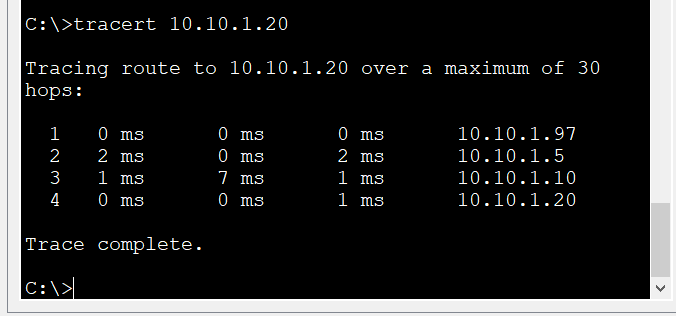 C:\>tracert 10.10.1.20
Tracing route to 10.10.1.20 over a maximum of 30
hops:
1 0 ms 0 ms 0 ms 10.10.1.97
2 2 ms 0 ms 2 ms 10.10.1.5
3 1 ms 7 ms 1 ms 10.10.1.10
4 0 ms 0 ms 1 ms 10.10.1.20
Trace complete.
C:\>